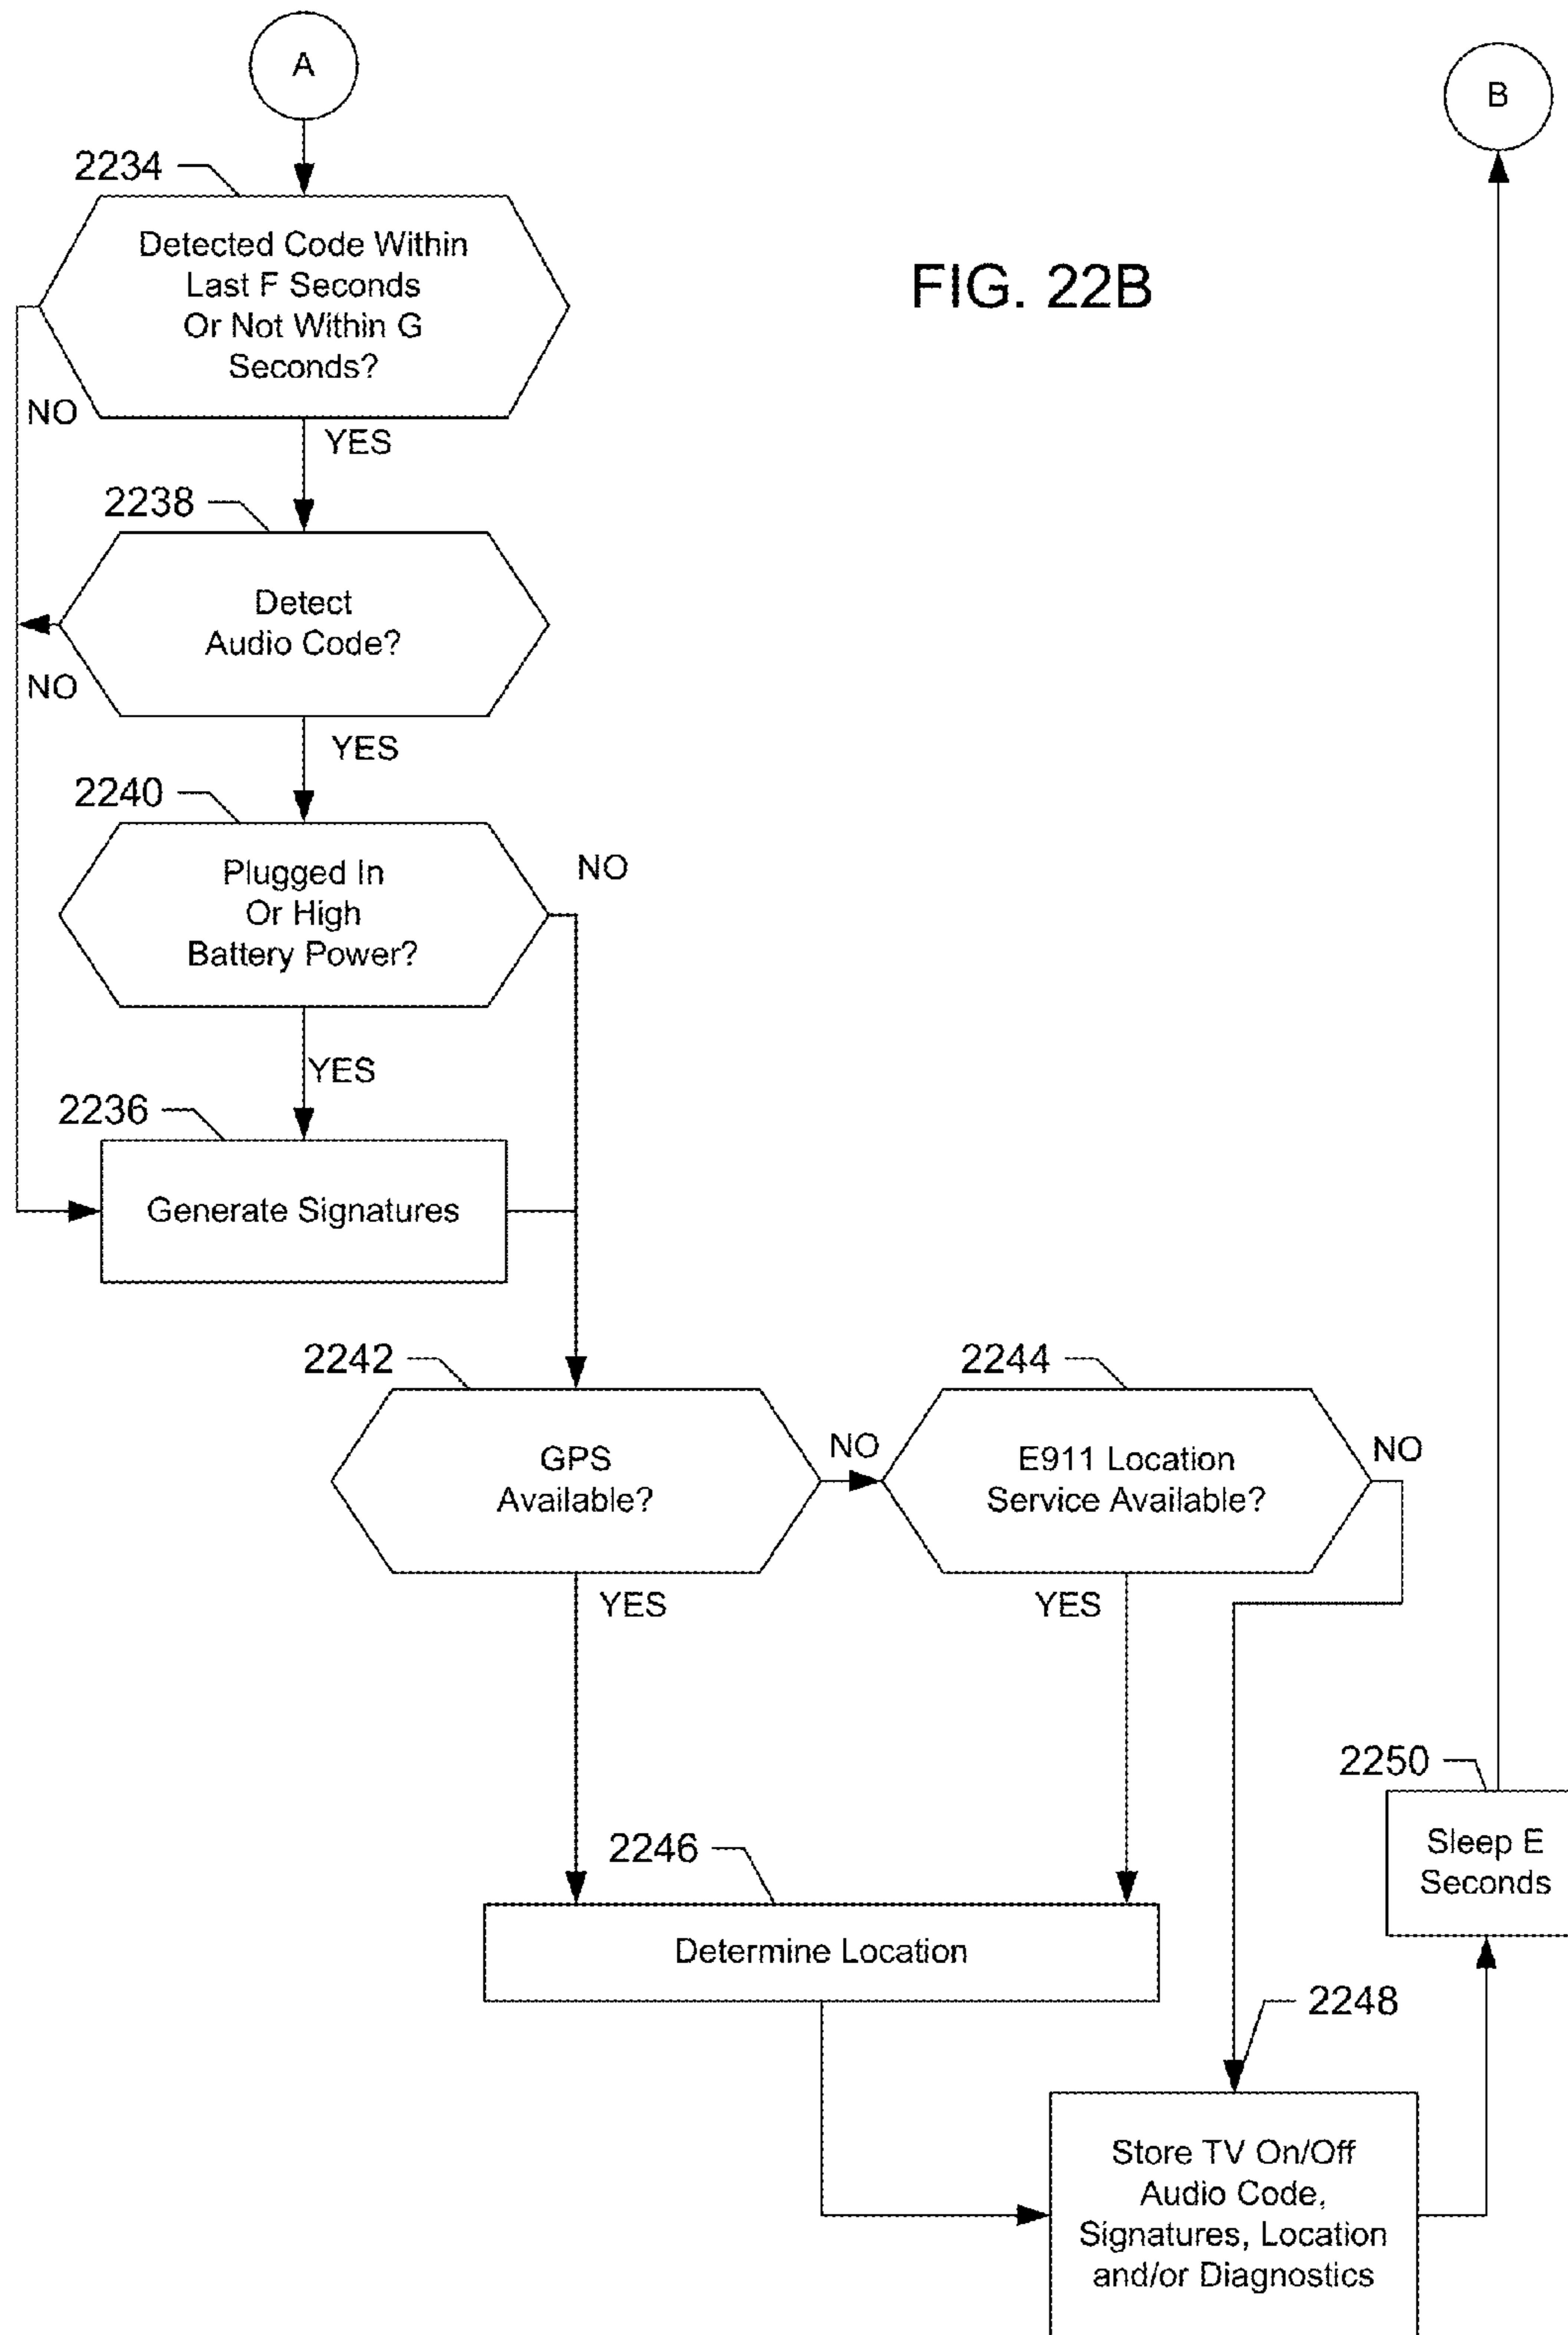 A
B
2234
Detected Code Within
Last F Seconds
Or Not Within G
Seconds?
FIG. 22B
NO
YES
2238
Detect
Audio Code?
NO
YES
2240
Plugged In
Or High
Battery Power?
NO
YES
2236
Generate Signatures
2242
GPS
Available?
NO
2244
E911 Location
Service Available?
NO
YES
YES
2250
Sleep E
Seconds
2246
Determine Location
2248
Store TV On/Off
Audio Code,
Signatures, Location
and/or Diagnostics